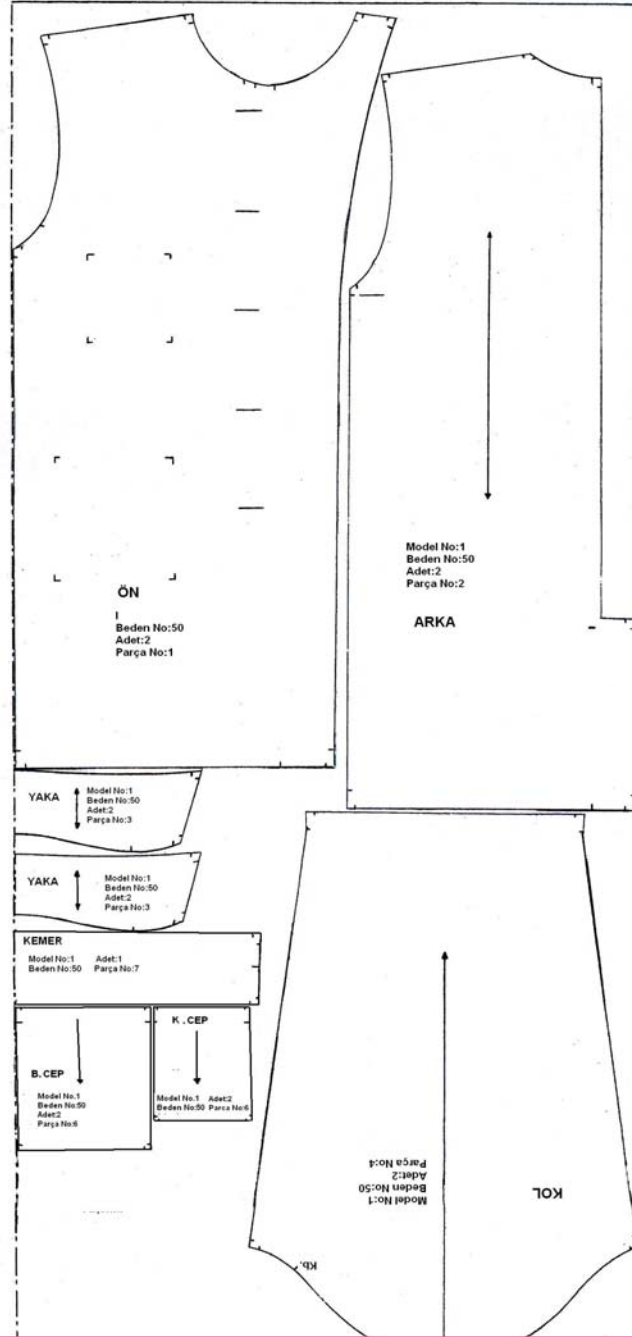 ÖN
I
Beden No:50
Adet:2
Parça No:1
Model No:1
Beden No:50
Adet:2
Parça No:2
ARKA
YAKA
Model No:1
Beden No:50
Adet:2
Parça No:3
YAKA
Model No:1
Beden No:50
Adet:2
Parça No:3
KEMER
Model No:1 Adet:1
Beden No:50 Parça No:7
B.CEP
Model No.1
Beden No:50
Adet:2
Parça No:6
K .CEP
Model No.1 Adet:2
Beden No:50 Parca No:6
KOL
Model No:1
Beden No:50
Adet:2
Parça No:4
Kb.